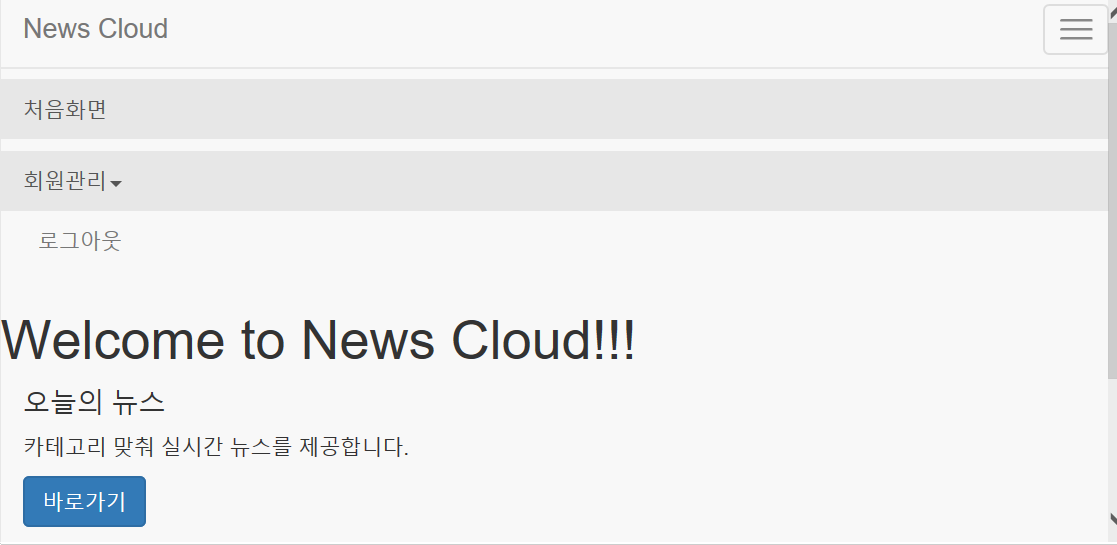 News Cloud
처음화면
회원관리
로그아웃
Welcome to News Cloud!!!
오늘의 뉴스
카테고리 맞춰 실시간 뉴스를 제공합니다.
바로가기